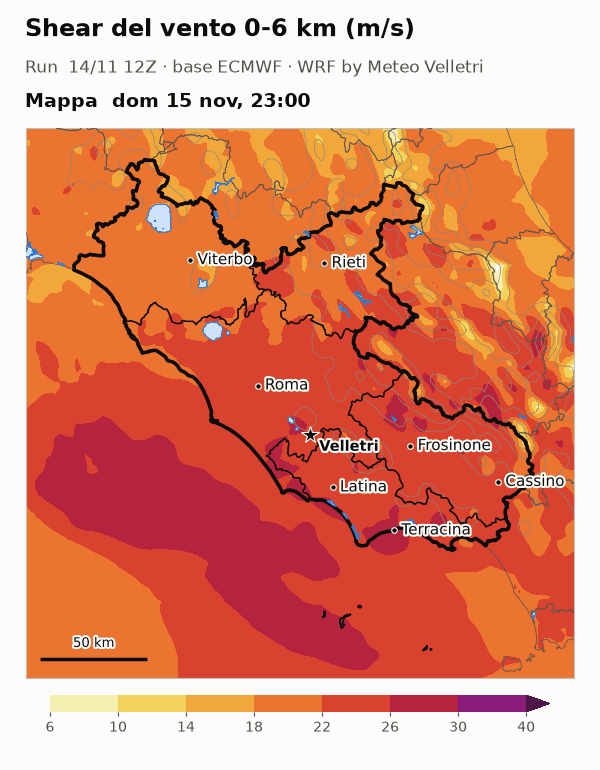 Shear del vento 0-6 km (m/s)
Run  14/11 12Z · base ECMWF · WRF by Meteo Velletri
Mappa  dom 15 nov, 23:00
Viterbo
Rieti
Roma
Velletri
Frosinone
Cassino
Latina
Terracina
50 km
6 10 14 18 22 26 30 40